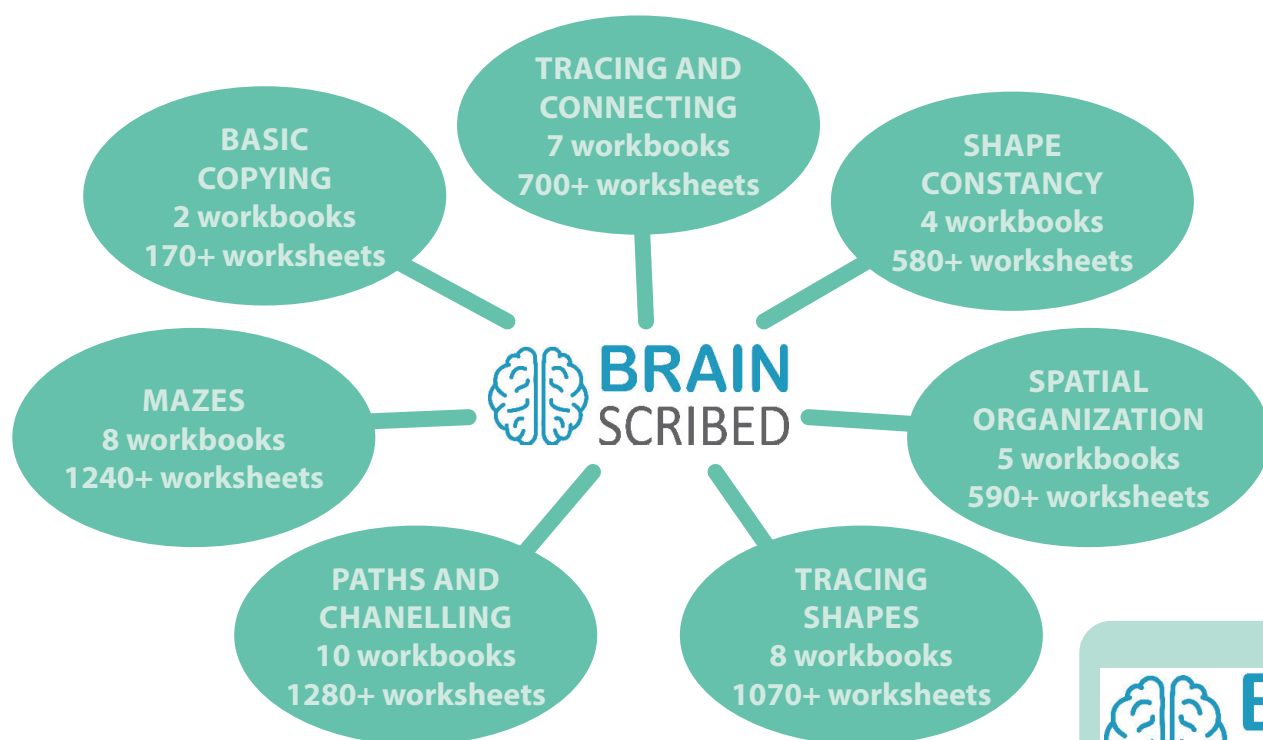 TRACING AND
CONNECTING
7 workbooks
700+ worksheets
BASIC
COPYING
2 workbooks
170+ worksheets
SHAPE
CONSTANCY
4 workbooks
580+ worksheets
BRAIN
SCRIBED
MAZES
8 workbooks
1240+ worksheets
SPATIAL
ORGANIZATION
5 workbooks
590+ worksheets
PATHS AND
CHANELLING
10 workbooks
1280+ worksheets
TRACING
SHAPES
8 workbooks
1070+ worksheets